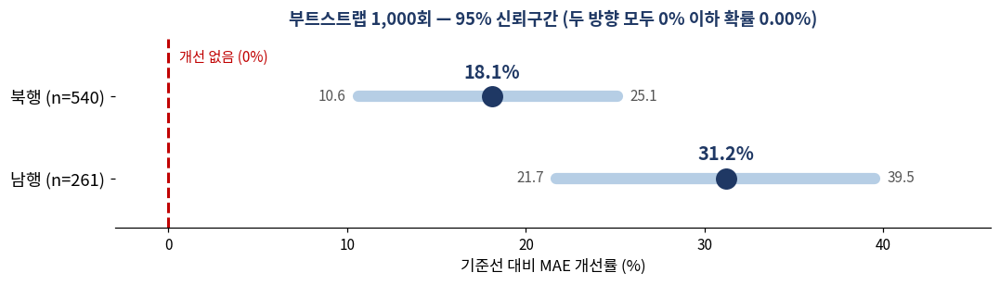 부트스트랩 1,000회 — 95% 신뢰구간 (두 방향 모두 0% 이하 확률 0.00%)
개선 없음 (0%)
18.1%
북행 (n=540)
10.6
25.1
31.2%
남행 (n=261)
21.7
39.5
0
10
20
30
40
기준선 대비 MAE 개선률 (%)